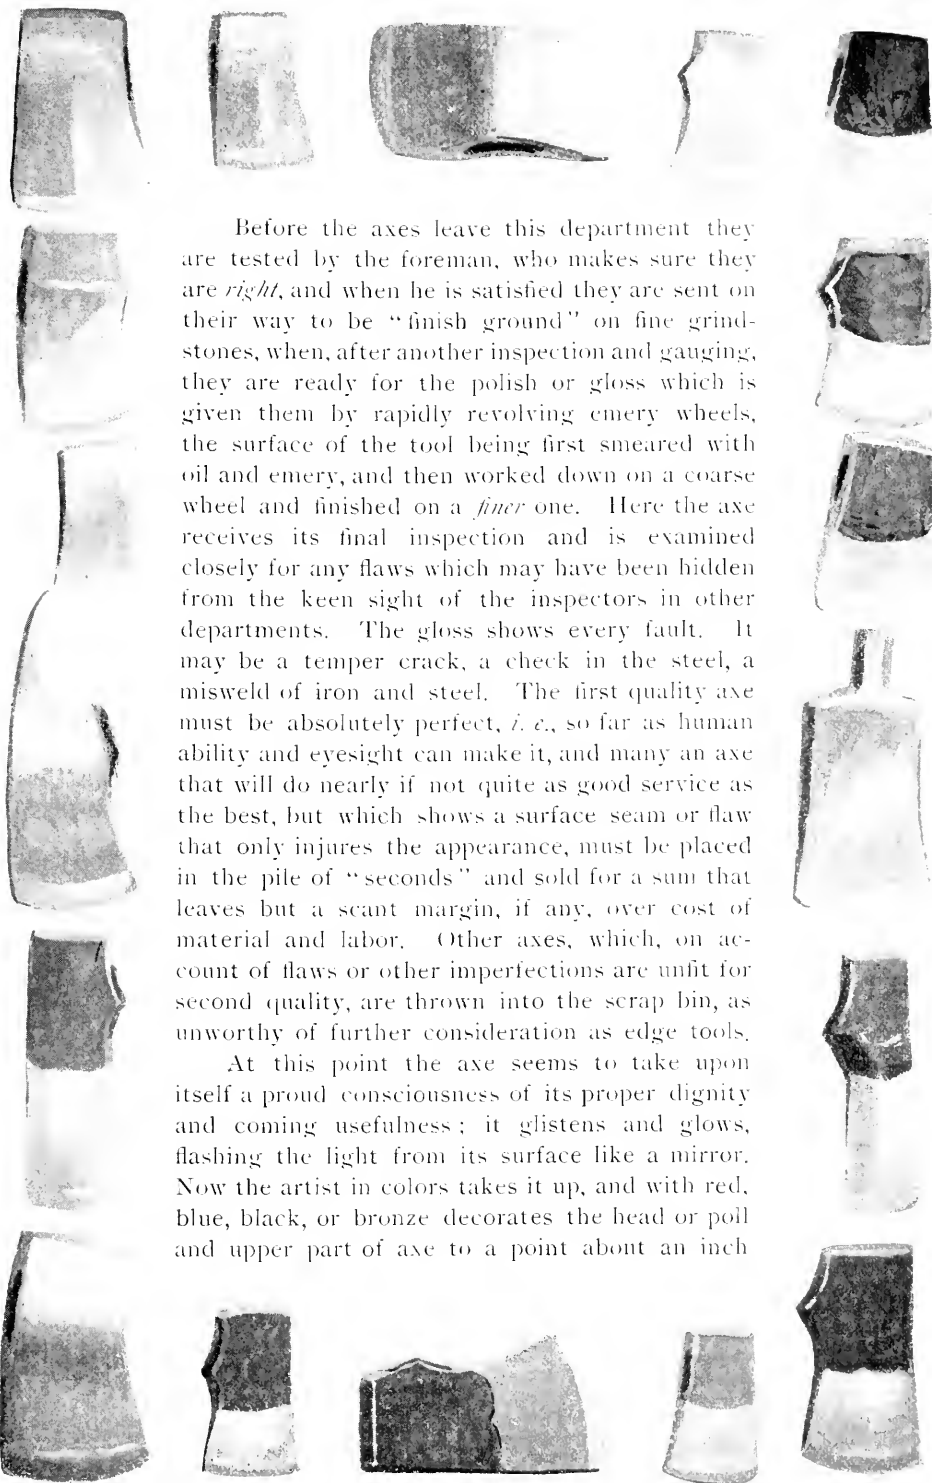 Before the axes leave this department they
are tested by the foreman, who makes sure they
are right, and when he is satisfied they are sent on
their way to be “finish ground” on fine grind-
stones, when, after another inspection and gauging,
they are ready for the polish or gloss which is
given them by rapidly revolving emery wheels,
the surface of the tool being first smeared with
oil and emery, and then worked down on a coarse
wheel and finished on a finer one. Here the axe
receives its final inspection and is examined
closely for any flaws which may have been hidden
from the keen sight of the inspectors in other
departments. The gloss shows every fault. It
may be a temper crack, a check in the steel, a
misweld of iron and steel. The first quality axe
must be absolutely perfect, i. e., so far as human
ability and eyesight can make it, and many an axe
that will do nearly if not quite as good service as
the best, but which shows a surface seam or flaw
that only injures the appearance, must be placed
in the pile of “seconds” and sold for a sum that
leaves but a scant margin, if any, over cost of
material and labor. Other axes, which, on ac-
count of flaws or other imperfections are unfit for
second quality, are thrown into the scrap bin, as
unworthy of further consideration as edge tools.
At this point the axe seems to take upon
itself a proud consciousness of its proper dignity
and coming usefulness; it glistens and glows,
flashing the light from its surface like a mirror.
Now the artist in colors takes it up, and with red,
blue, black, or bronze decorates the head or poll
and upper part of axe to a point about an inch